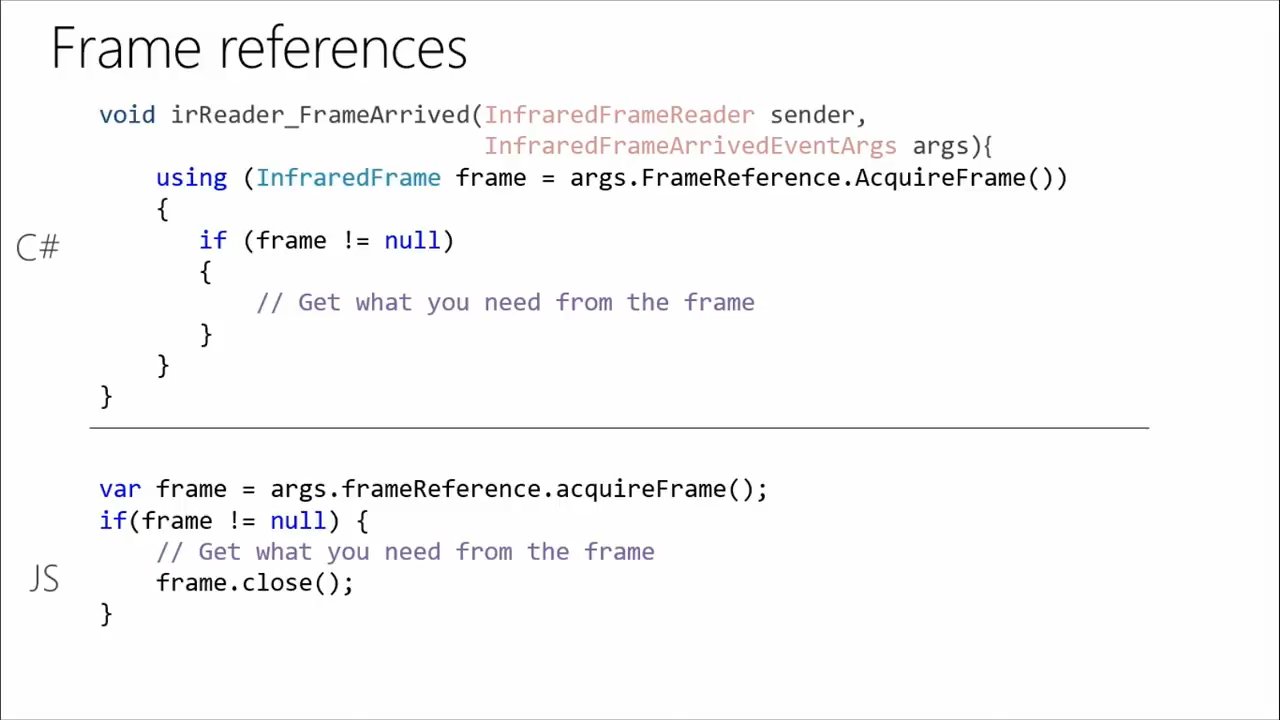 Frame references
void irReader_FrameArrived(InfraredFrameReader sender,
InfraredFrameArrivedEventArgs args){
using (InfraredFrame frame = args.FrameReference.AcquireFrame())
{
C#
if (frame != null)
{
// Get what you need from the frame
}
}
}
var frame = args.frameReference.acquireFrame();
if(frame != null) {
// Get what you need from the frame
JS
frame.close();
}